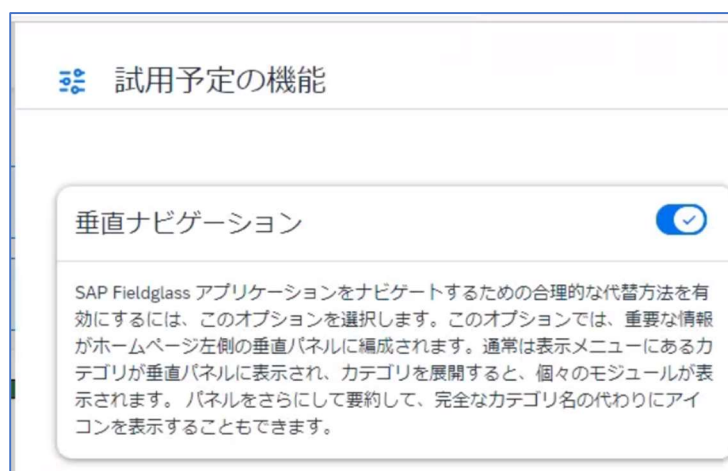 試用予定の機能
垂直ナビゲーション
SAP Fieldglass アプリケーションをナビゲートするための合理的な代替方法を有
効にするには、このオプションを選択します。このオプションでは、重要な情報
がホームページ左側の垂直パネルに編成されます。通常は表示メニューにあるカ
テゴリが垂直パネルに表示され、カテゴリを展開すると、個々のモジュールが表
示されます。 パネルをさらにして要約して、完全なカテゴリ名の代わりにアイ
コンを表示することもできます。